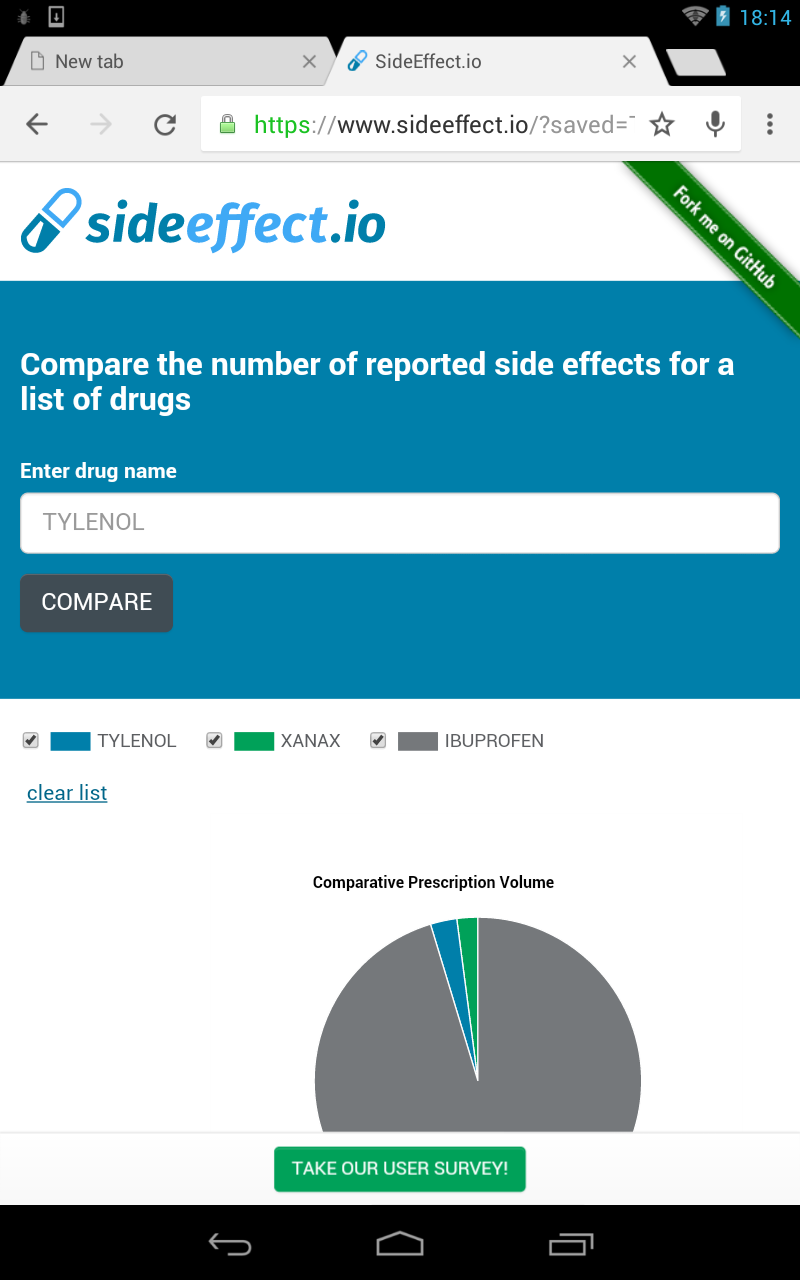 18:14
New tab
SideEffect.io
https://www.sideeffect.io/?saved=
sideeffect.io
Fork me on GitHub
Compare the number of reported side effects for a
list of drugs
Enter drug name
TYLENOL
COMPARE
TYLENOL XANAX IBUPROFEN
clear list
Comparative Prescription Volume
TAKE OUR USER SURVEY!